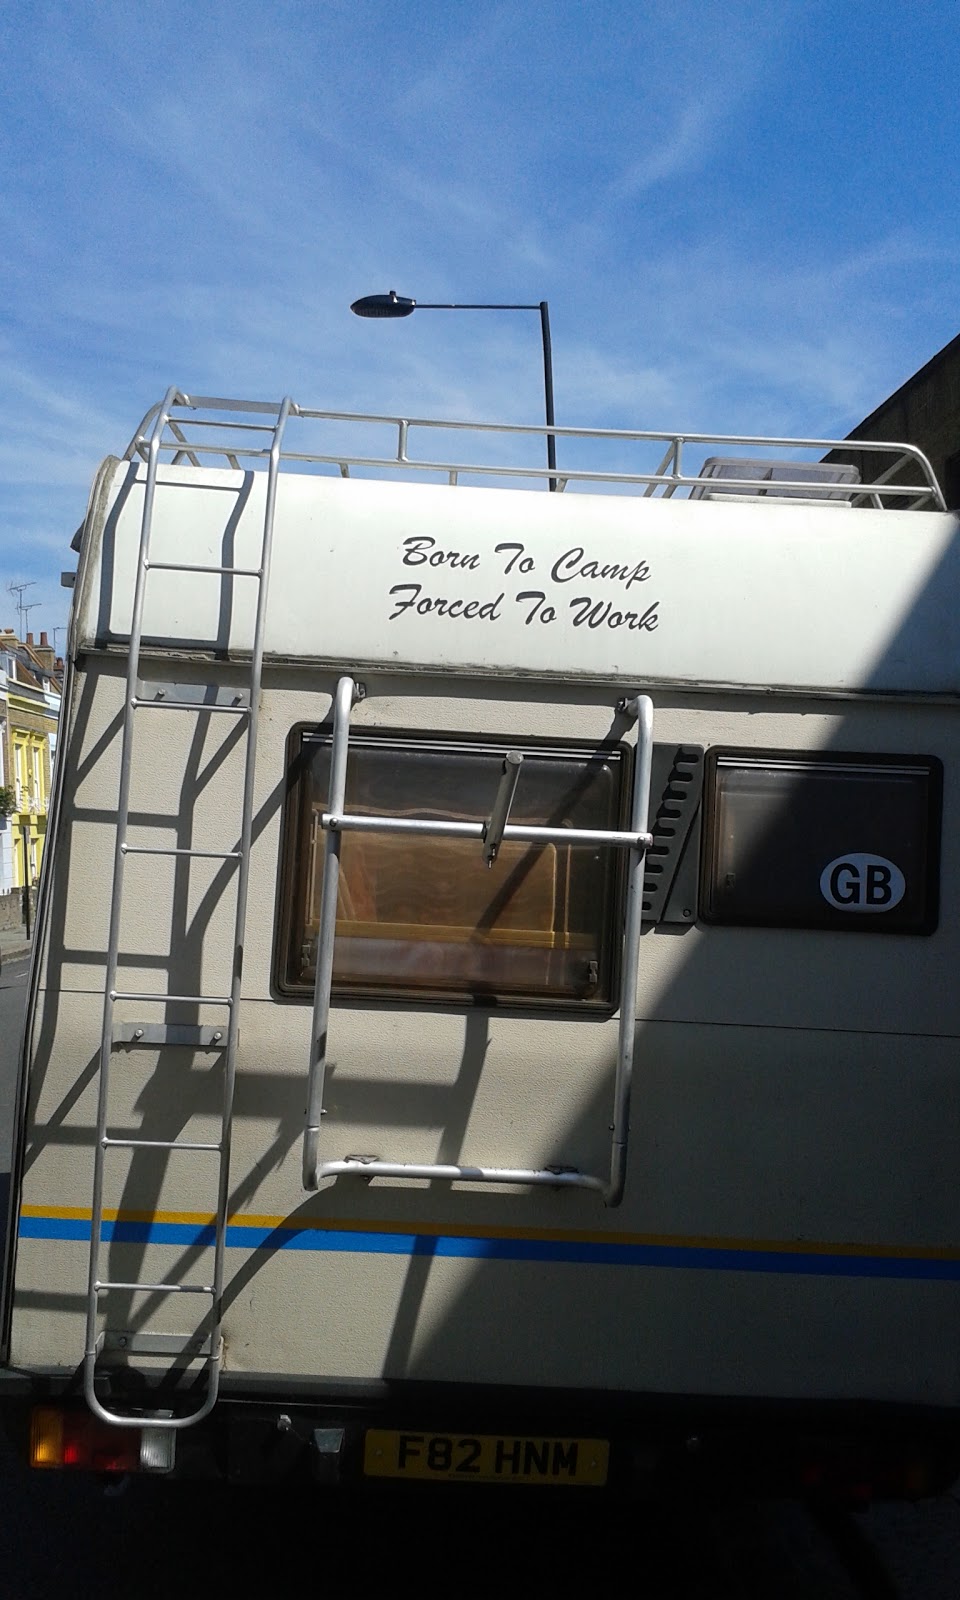 Born To Camp
Forced To Work
GB
F82 HNM